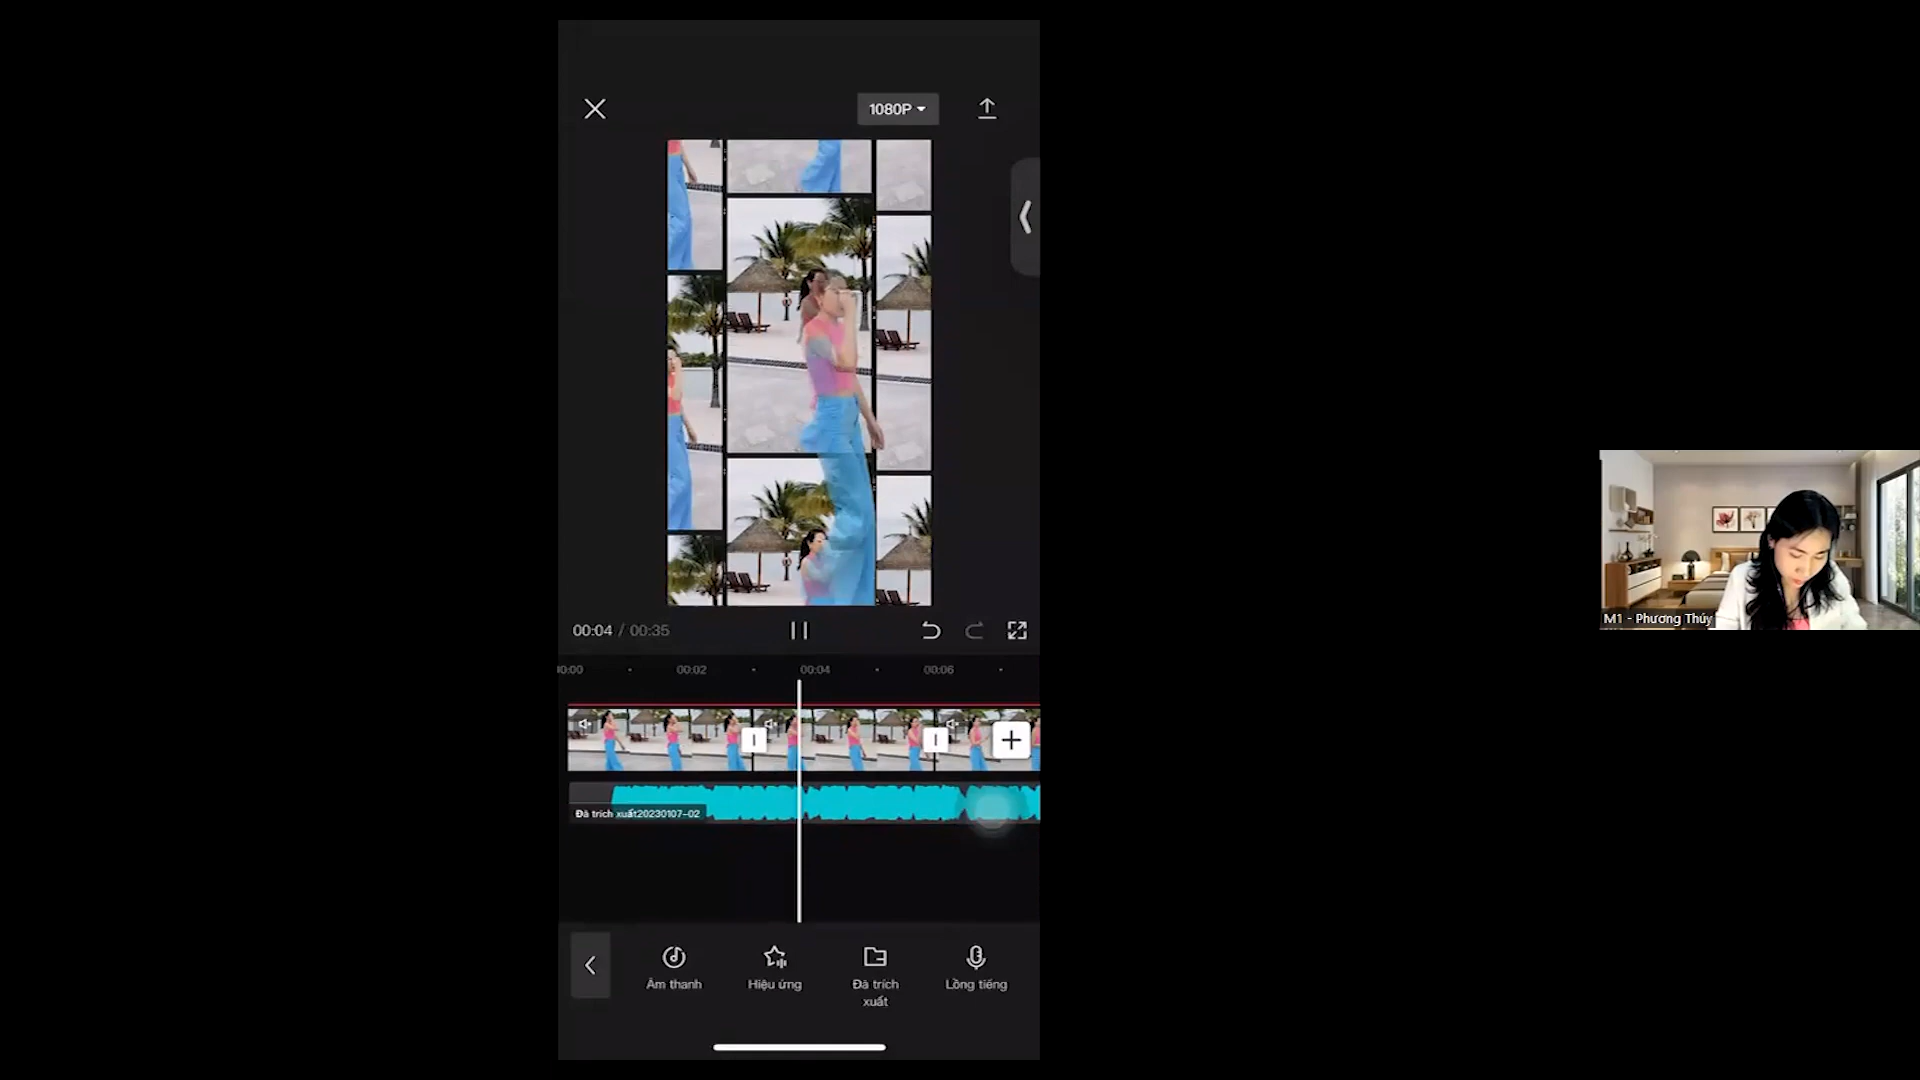 1080P
00:04 / 00:35
00:00 00:02 00:04 00:06
Đã trích xuất20230107-02
Âm thanh
Hiệu ứng
Đã trích
xuất
Lồng tiếng
M1 - Phương Thúy